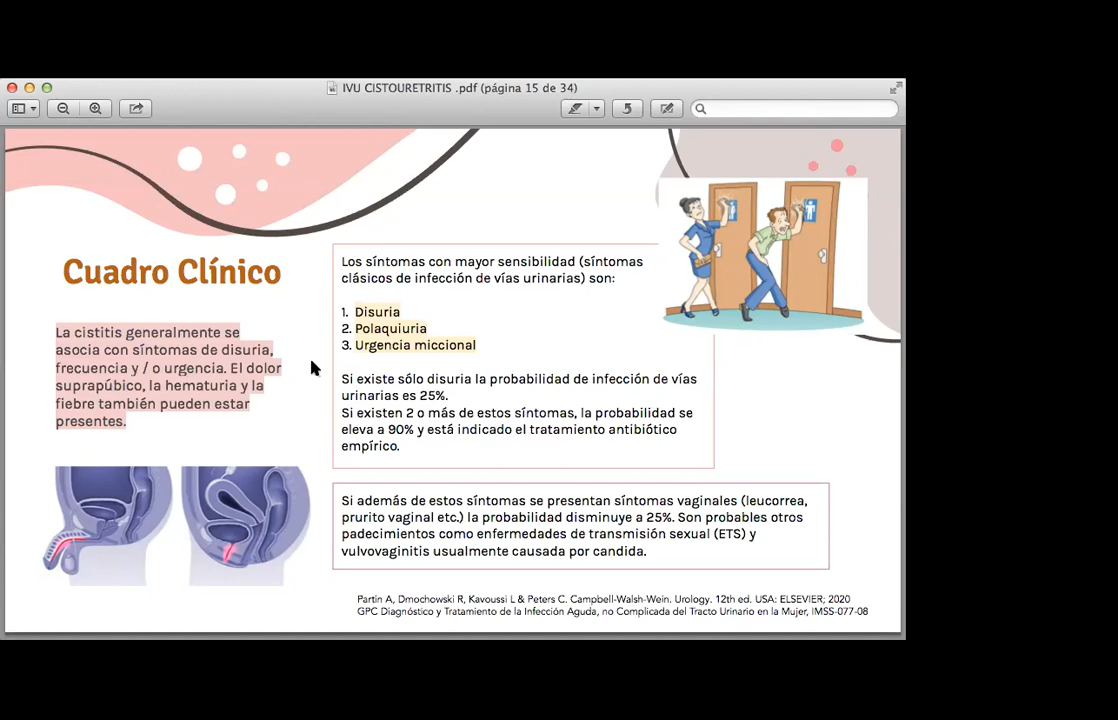 IVU CISTOURETRITIS .pdf (página 15 de 34)
Cuadro Clínico
La cistitis generalmente se
asocia con síntomas de disuria,
frecuencia y / o urgencia. El dolor
suprapúbico, la hematuria y la
fiebre también pueden estar
presentes.
Los síntomas con mayor sensibilidad (síntomas
clásicos de infección de vías urinarias) son:
1. Disuria
2. Polaquiuria
3. Urgencia miccional
Si existe sólo disuria la probabilidad de infección de vías
urinarias es 25%.
Si existen 2 o más de estos síntomas, la probabilidad se
eleva a 90% y está indicado el tratamiento antibiótico
empírico.
Si además de estos síntomas se presentan síntomas vaginales (leucorrea,
prurito vaginal etc.) la probabilidad disminuye a 25%. Son probables otros
padecimientos como enfermedades de transmisión sexual (ETS) y
vulvovaginitis usualmente causada por candida.
Partin A, Dmochowski R, Kavoussi L & Peters C. Campbell-Walsh-Wein. Urology. 12th ed. USA: ELSEVIER; 2020
GPC Diagnóstico y Tratamiento de la Infección Aguda, no Complicada del Tracto Urinario en la Mujer, IMSS-077-08